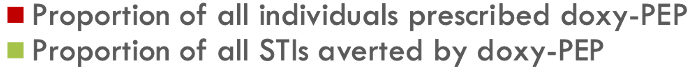 Proportion of all individuals prescribed doxy-PEP
Proportion of all STIs averted by doxy-PEP